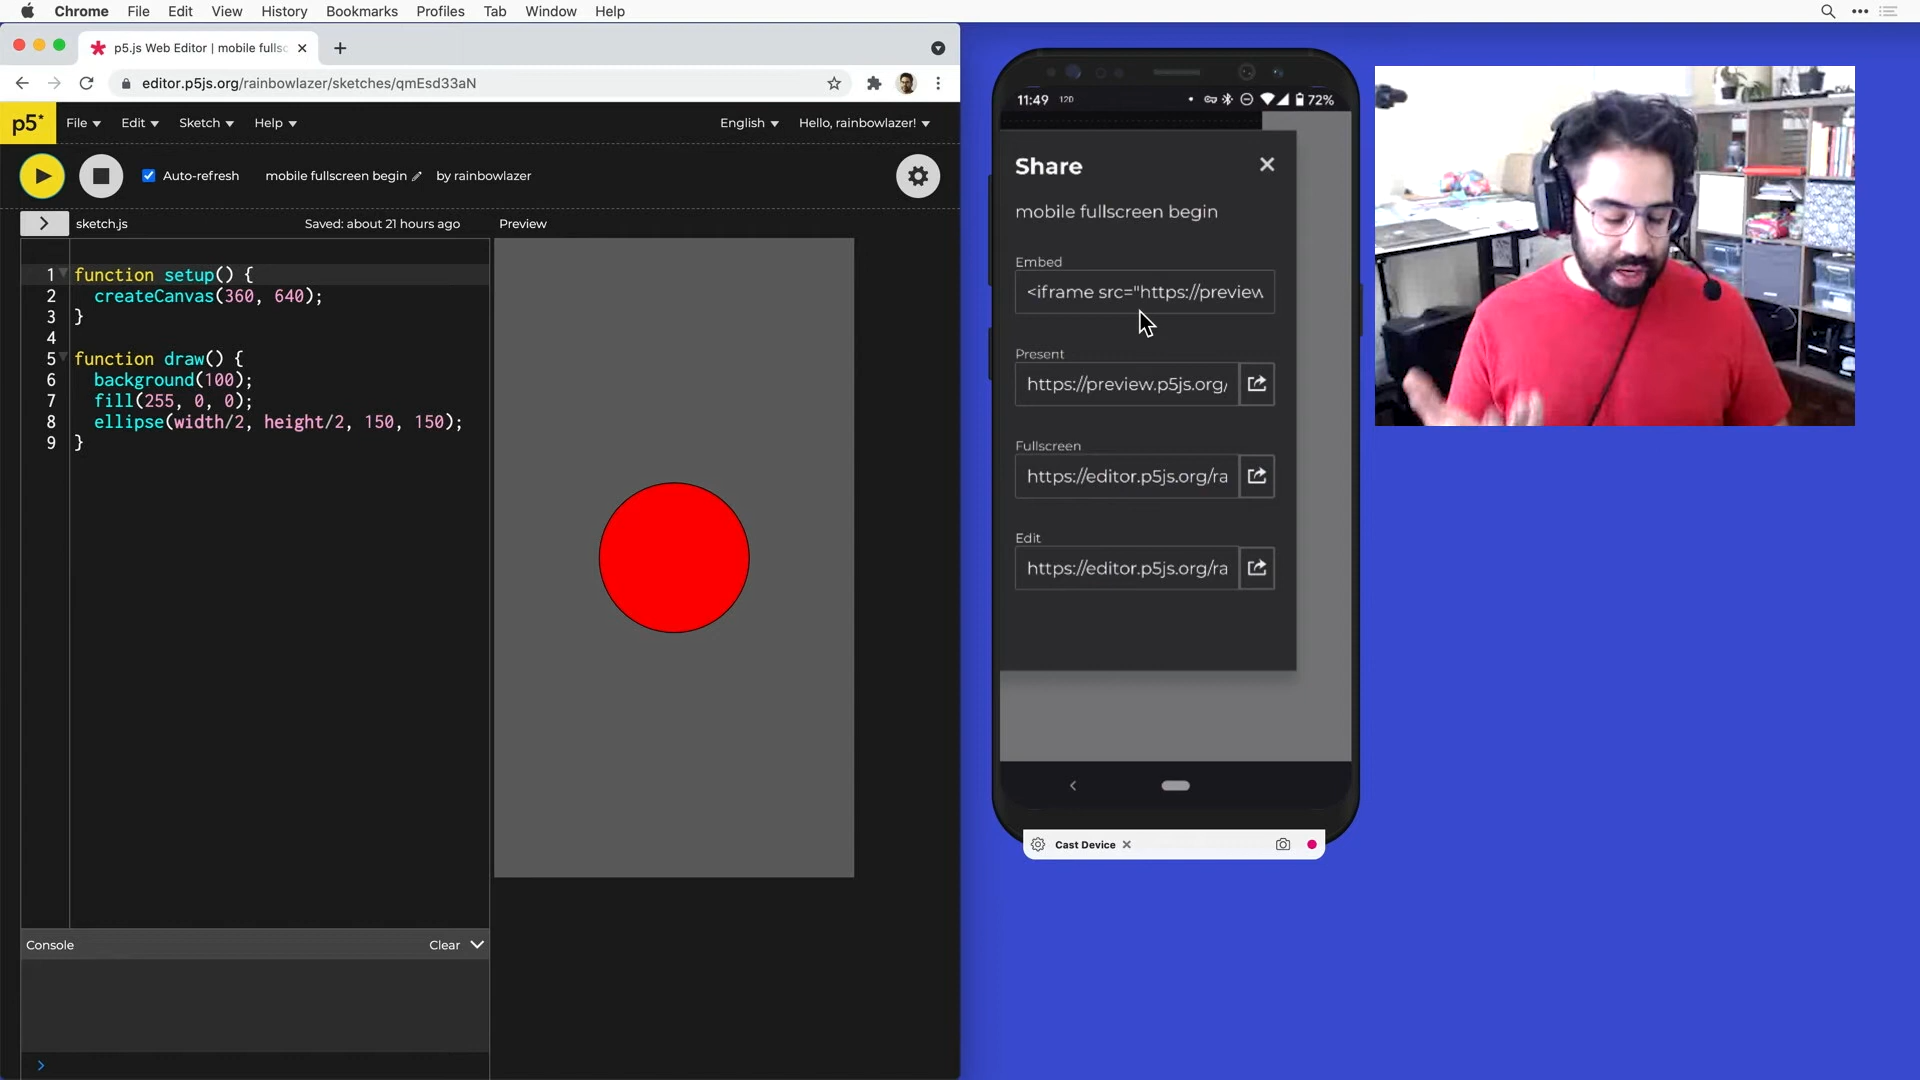 Chrome File Edit View History Bookmarks Profiles Tab Window Help
p5.js Web Editor | mobile fullsc
editor.p5js.org/rainbowlazer/sketches/qmEsd33aN
p5* File Edit Sketch Help English Hello, rainbowlazer!
Auto-refresh mobile fullscreen begin by rainbowlazer
sketch.js Saved: about 21 hours ago Preview
1 function setup() {
2 createCanvas(360, 640);
3 }
4
5 function draw() {
6 background(100);
7 fill(255, 0, 0);
8 ellipse(width/2, height/2, 150, 150);
9 }
Console Clear
>
11:49 12D 72%
Share
mobile fullscreen begin
Embed
<iframe src="https://preview
Present
https://preview.p5js.org/
Fullscreen
https://editor.p5js.org/ra
Edit
https://editor.p5js.org/ra
Cast Device